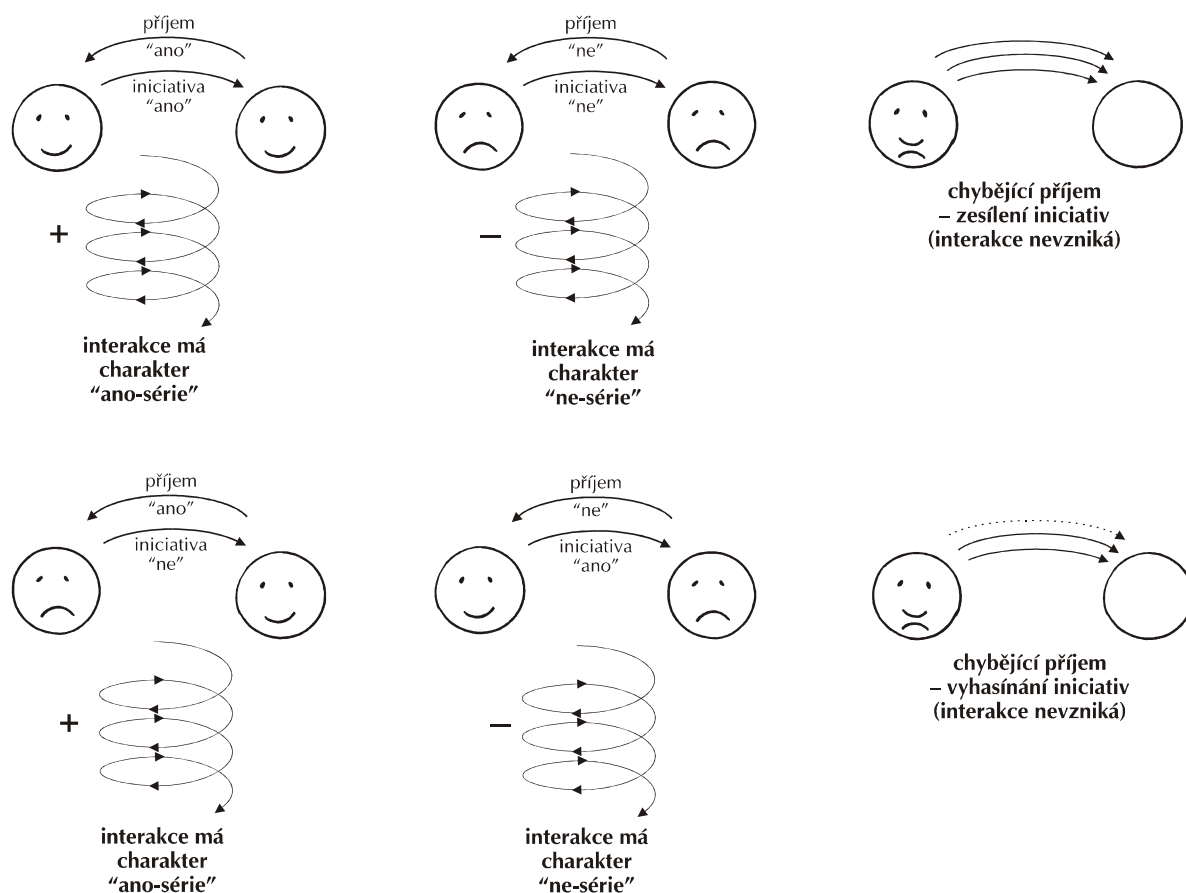 příjem
“ano”
iniciativa
“ano”
+
interakce má
charakter
“ano-série”
příjem
“ne”
iniciativa
“ne”
–
interakce má
charakter
“ne-série”
chybějící příjem
– zesílení iniciativ
(interakce nevzniká)
příjem
“ano”
iniciativa
“ne”
+
interakce má
charakter
“ano-série”
příjem
“ne”
iniciativa
“ano”
–
interakce má
charakter
“ne-série”
chybějící příjem
– vyhasínání iniciativ
(interakce nevzniká)